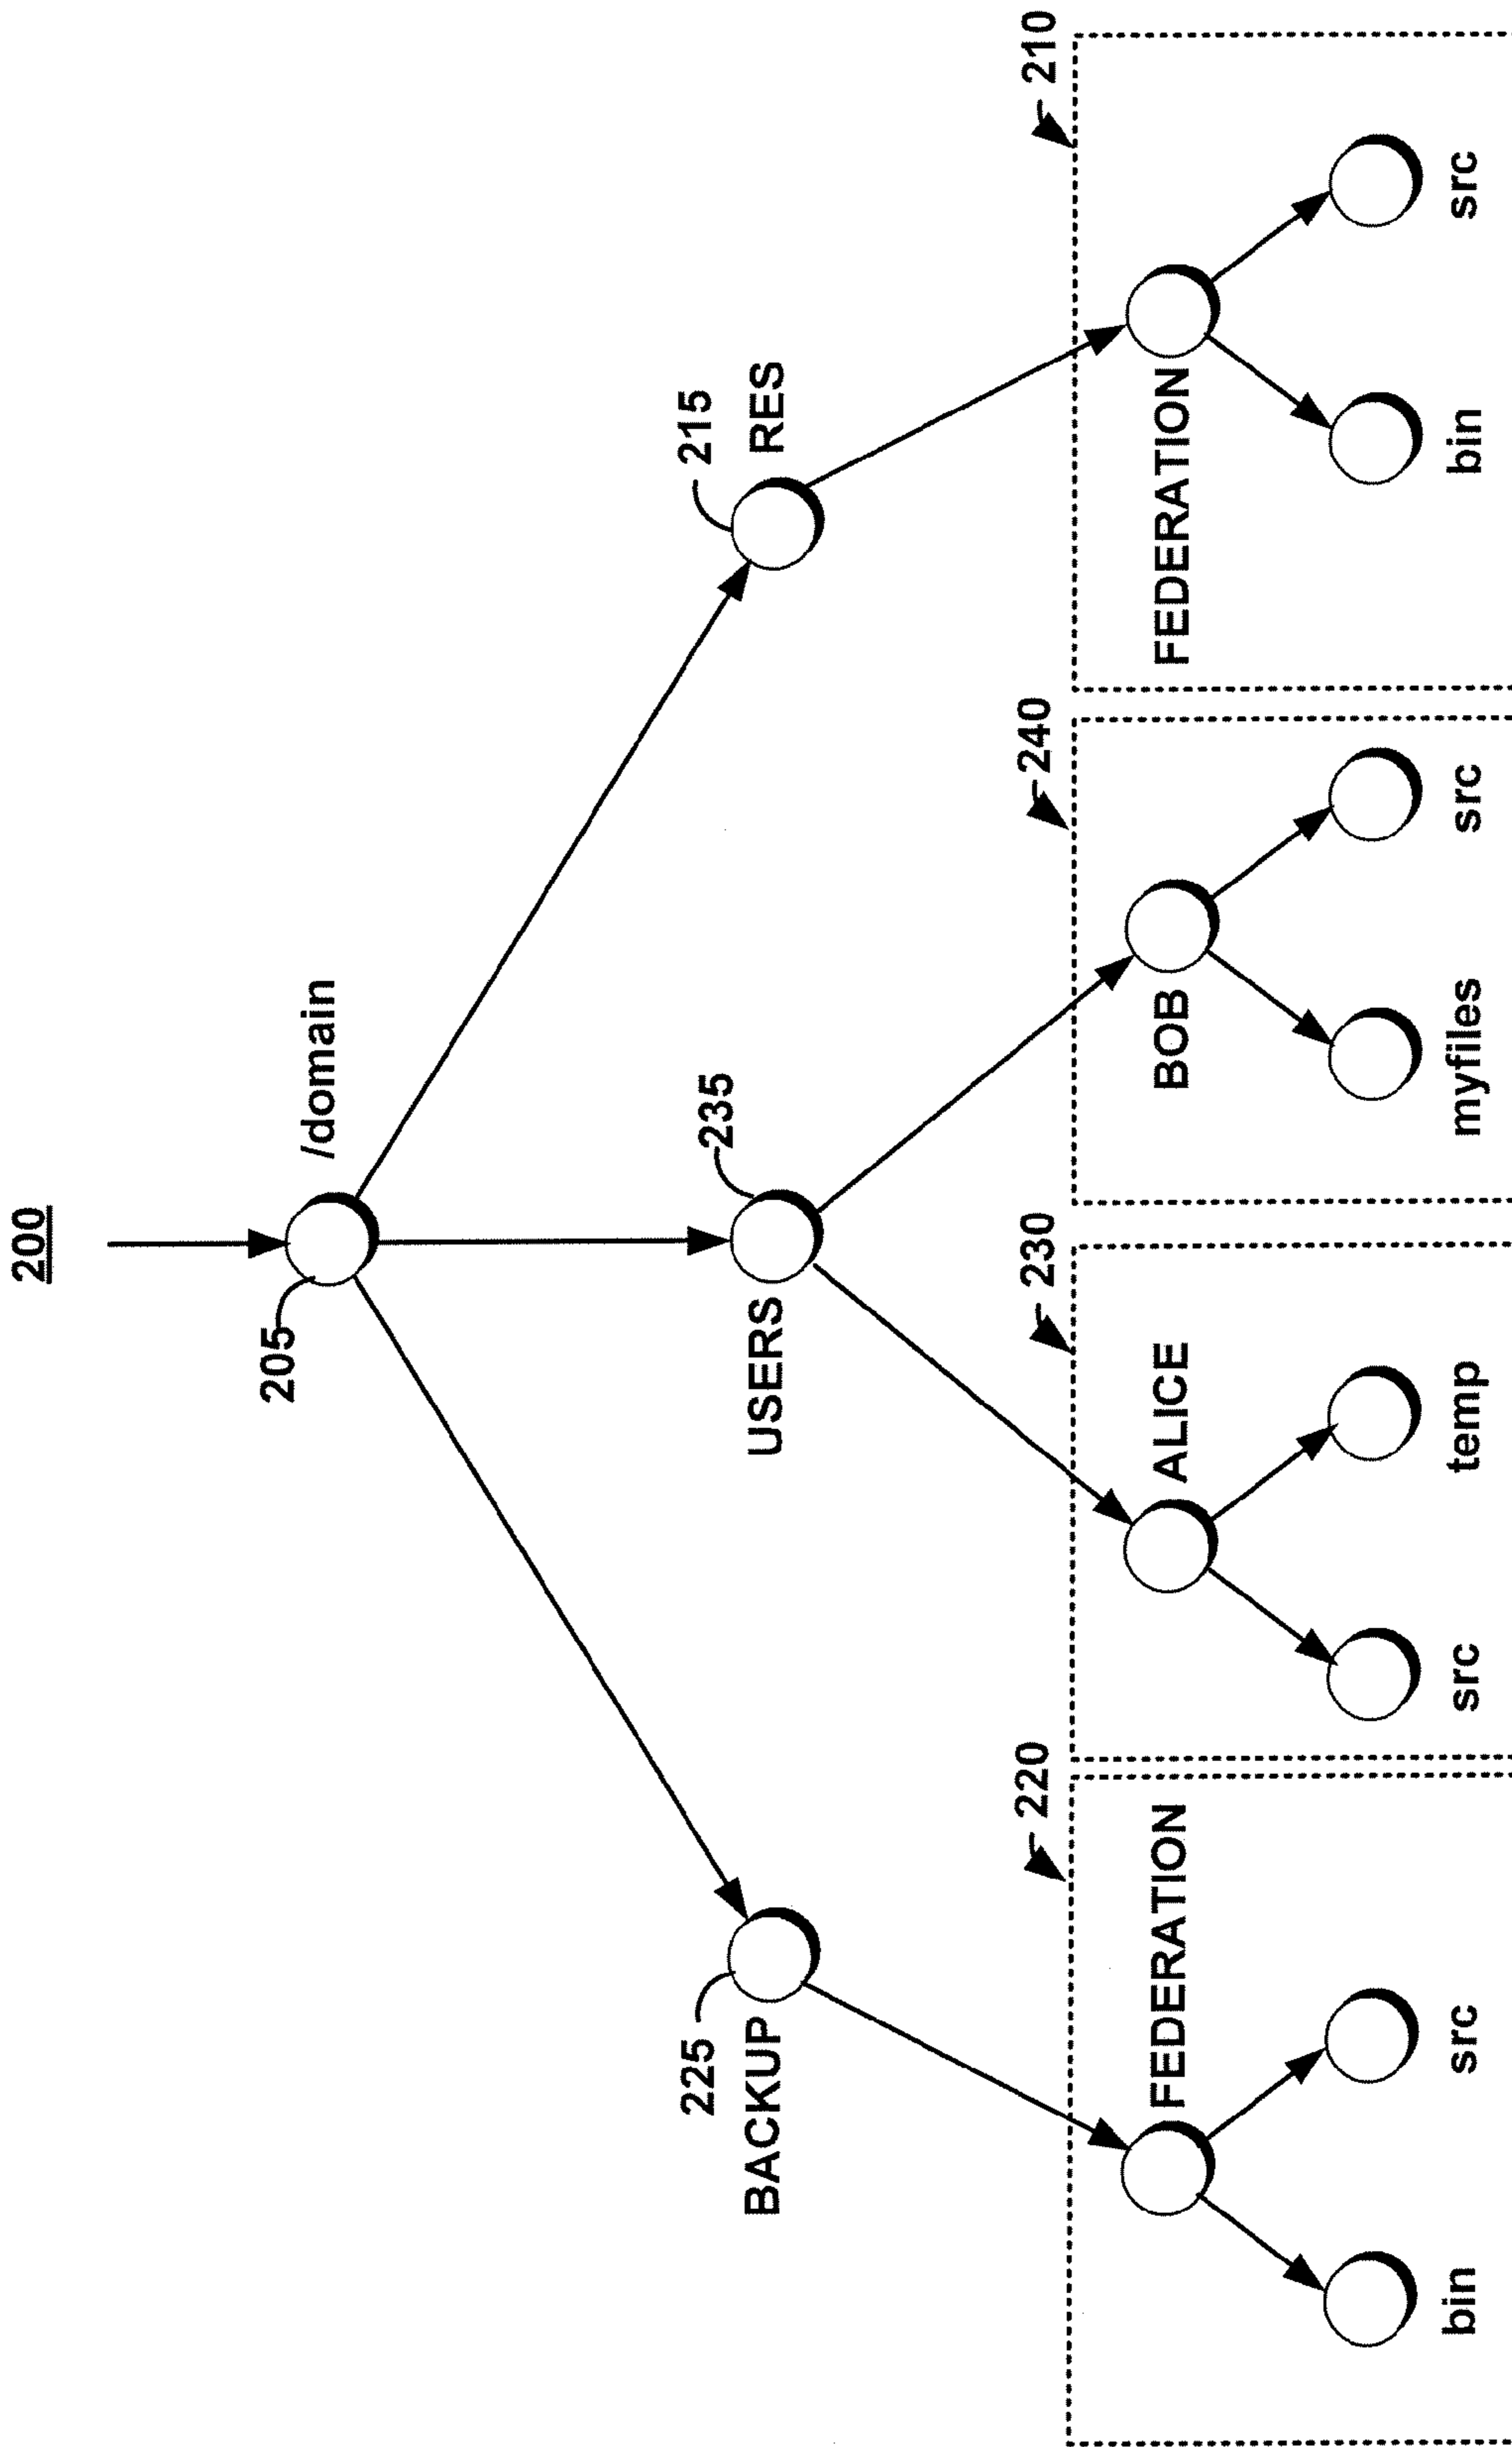 200
205
/domain
225
BACKUP
USERS
235
215
RES
220
230
240
210
FEDERATION
ALICE
BOB
FEDERATION
bin
src
src
temp
myfiles
src
bin
src